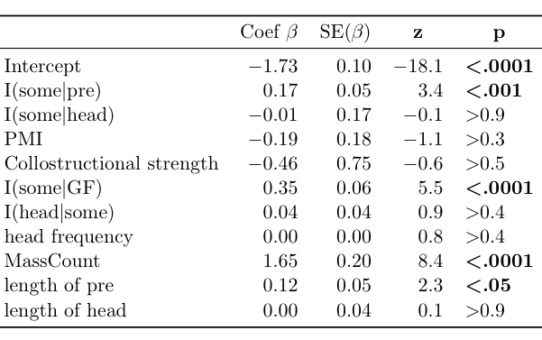 Coef β SE(β) z p
Intercept −1.73 0.10 −18.1 <.0001
I(some|pre) 0.17 0.05 3.4 <.001
I(some|head) −0.01 0.17 −0.1 >0.9
PMI −0.19 0.18 −1.1 >0.3
Collostructional strength −0.46 0.75 −0.6 >0.5
I(some|GF) 0.35 0.06 5.5 <.0001
I(head|some) 0.04 0.04 0.9 >0.4
head frequency 0.00 0.00 0.8 >0.4
MassCount 1.65 0.20 8.4 <.0001
length of pre 0.12 0.05 2.3 <.05
length of head 0.00 0.04 0.1 >0.9